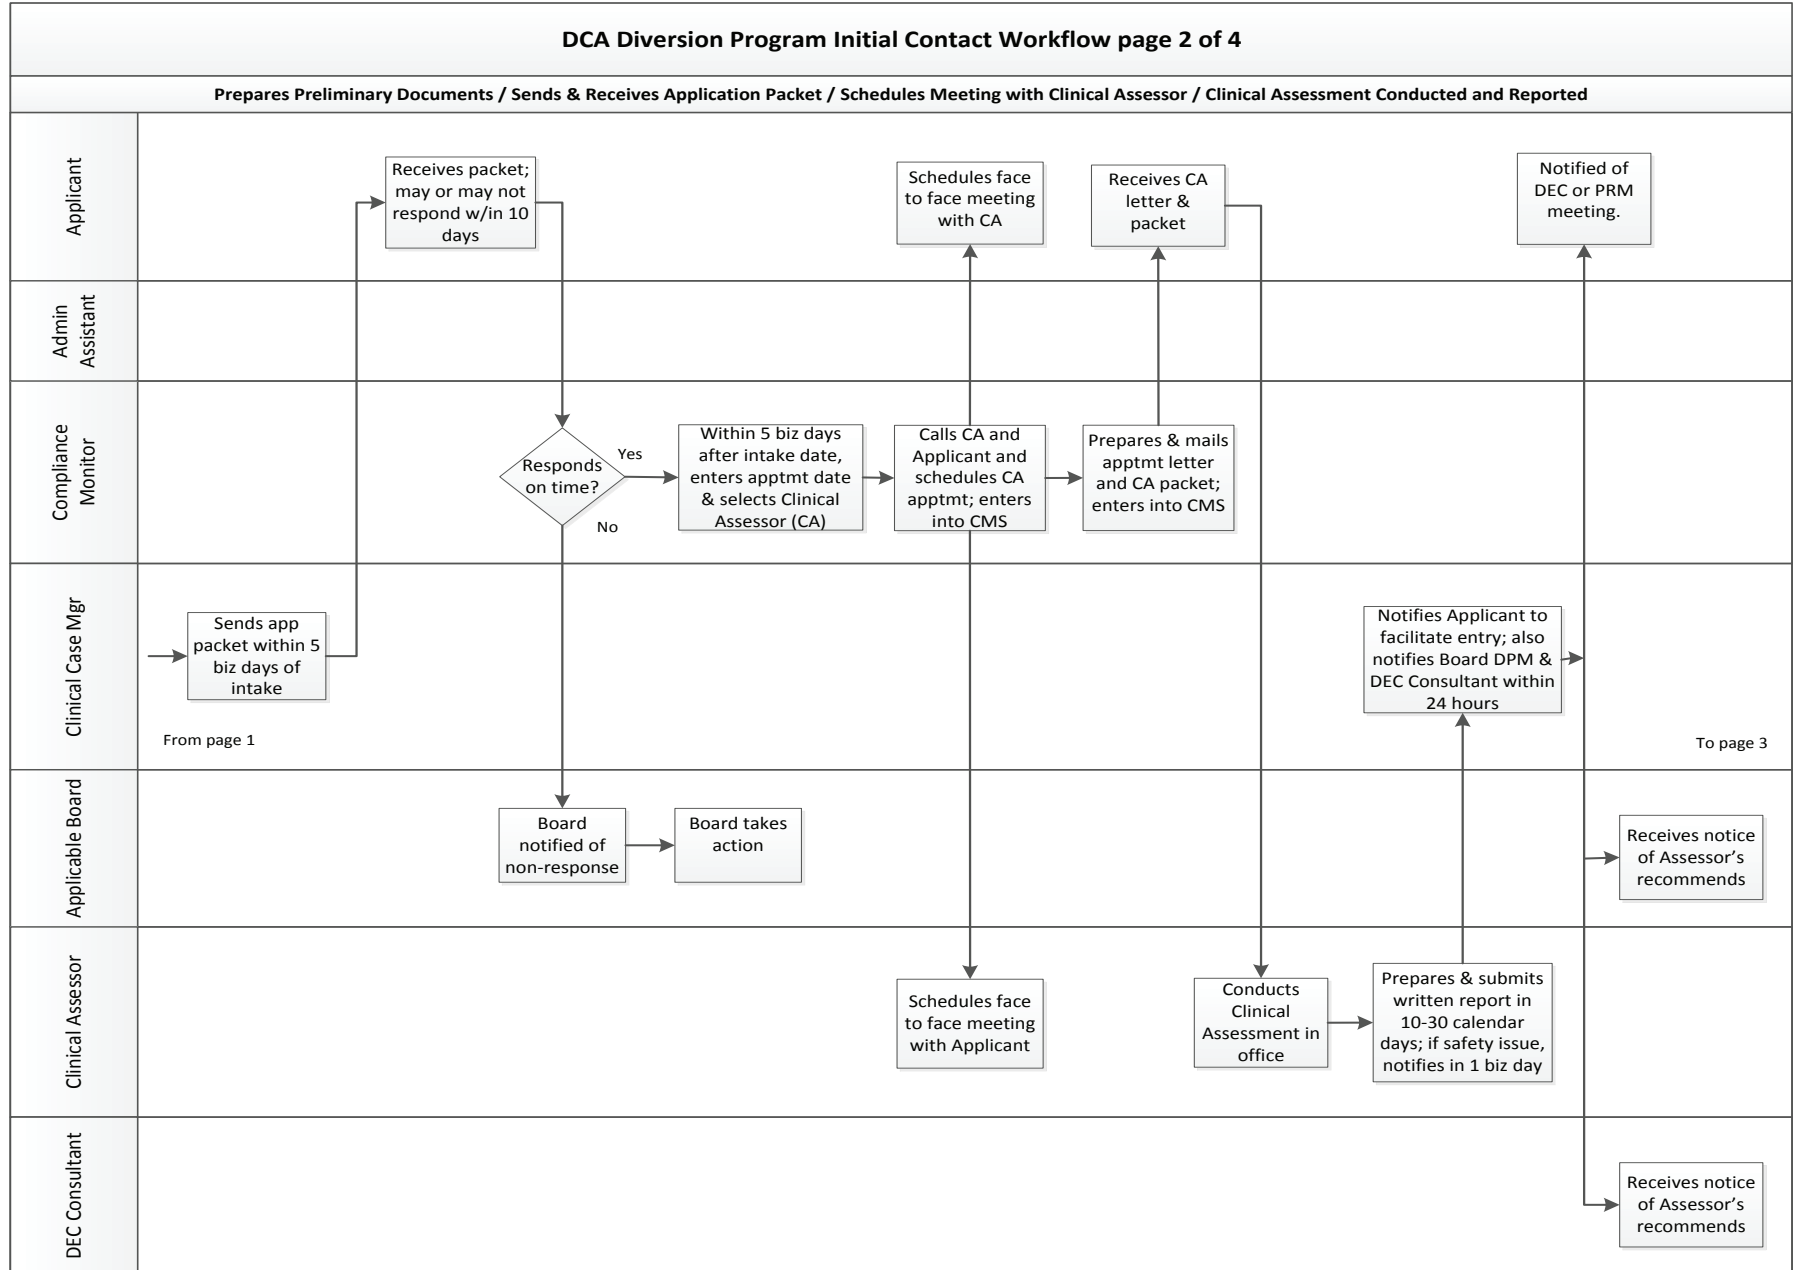 DCA Diversion Program Initial Contact Workflow page 2 of 4
Prepares Preliminary Documents / Sends & Receives Application Packet / Schedules Meeting with Clinical Assessor / Clinical Assessment Conducted and Reported
Applicant
Receives packet;
may or may not
respond w/in 10
days
Schedules face
to face meeting
with CA
Receives CA
letter &
packet
Notified of
DEC or PRM
meeting.
Admin
Assistant
Compliance
Monitor
Responds
on time?
Yes
No
Within 5 biz days
after intake date,
enters apptmt date
& selects Clinical
Assessor (CA)
Calls CA and
Applicant and
schedules CA
apptmt; enters
into CMS
Prepares & mails
apptmt letter
and CA packet;
enters into CMS
Clinical Case Mgr
Sends app
packet within 5
biz days of
intake
From page 1
Notifies Applicant to
facilitate entry; also
notifies Board DPM &
DEC Consultant within
24 hours
To page 3
Applicable Board
Board
notified of
non-response
Board takes
action
Receives notice
of Assessor’s
recommends
Clinical Assessor
Schedules face
to face meeting
with Applicant
Conducts
Clinical
Assessment in
office
Prepares & submits
written report in
10-30 calendar
days; if safety issue,
notifies in 1 biz day
DEC Consultant
Receives notice
of Assessor’s
recommends